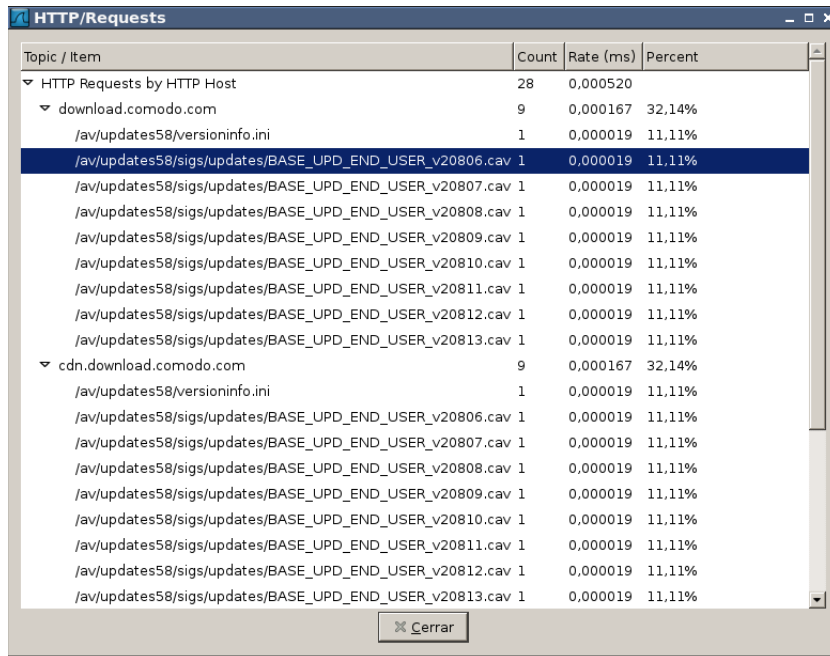 HTTP/Requests
Topic / Item Count Rate (ms) Percent
HTTP Requests by HTTP Host 28 0,000520
download.comodo.com 9 0,000167 32,14%
/av/updates58/versioninfo.ini 1 0,000019 11,11%
/av/updates58/sigs/updates/BASE_UPD_END_USER_v20806.cav 1 0,000019 11,11%
/av/updates58/sigs/updates/BASE_UPD_END_USER_v20807.cav 1 0,000019 11,11%
/av/updates58/sigs/updates/BASE_UPD_END_USER_v20808.cav 1 0,000019 11,11%
/av/updates58/sigs/updates/BASE_UPD_END_USER_v20809.cav 1 0,000019 11,11%
/av/updates58/sigs/updates/BASE_UPD_END_USER_v20810.cav 1 0,000019 11,11%
/av/updates58/sigs/updates/BASE_UPD_END_USER_v20811.cav 1 0,000019 11,11%
/av/updates58/sigs/updates/BASE_UPD_END_USER_v20812.cav 1 0,000019 11,11%
/av/updates58/sigs/updates/BASE_UPD_END_USER_v20813.cav 1 0,000019 11,11%
cdn.download.comodo.com 9 0,000167 32,14%
/av/updates58/versioninfo.ini 1 0,000019 11,11%
/av/updates58/sigs/updates/BASE_UPD_END_USER_v20806.cav 1 0,000019 11,11%
/av/updates58/sigs/updates/BASE_UPD_END_USER_v20807.cav 1 0,000019 11,11%
/av/updates58/sigs/updates/BASE_UPD_END_USER_v20808.cav 1 0,000019 11,11%
/av/updates58/sigs/updates/BASE_UPD_END_USER_v20809.cav 1 0,000019 11,11%
/av/updates58/sigs/updates/BASE_UPD_END_USER_v20810.cav 1 0,000019 11,11%
/av/updates58/sigs/updates/BASE_UPD_END_USER_v20811.cav 1 0,000019 11,11%
/av/updates58/sigs/updates/BASE_UPD_END_USER_v20812.cav 1 0,000019 11,11%
/av/updates58/sigs/updates/BASE_UPD_END_USER_v20813.cav 1 0,000019 11,11%
Cerrar